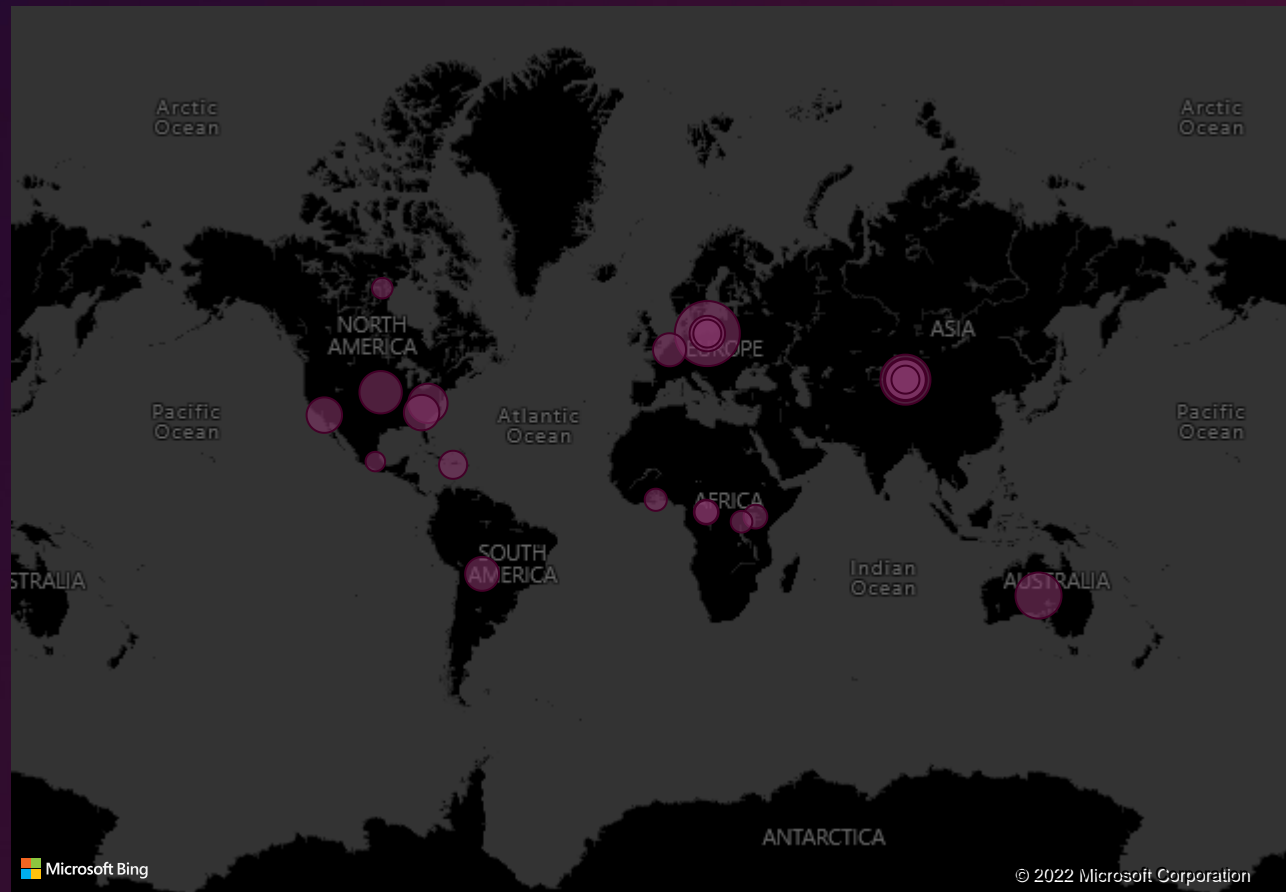 Arctic
Ocean
Arctic
Ocean
NORTH
AMERICA
EUROPE
ASIA
Pacific
Ocean
Atlantic
Ocean
Pacific
Ocean
AFRICA
SOUTH
AMERICA
STRALIA
Indian
Ocean
AUSTRALIA
ANTARCTICA
Microsoft Bing
© 2022 Microsoft Corporation